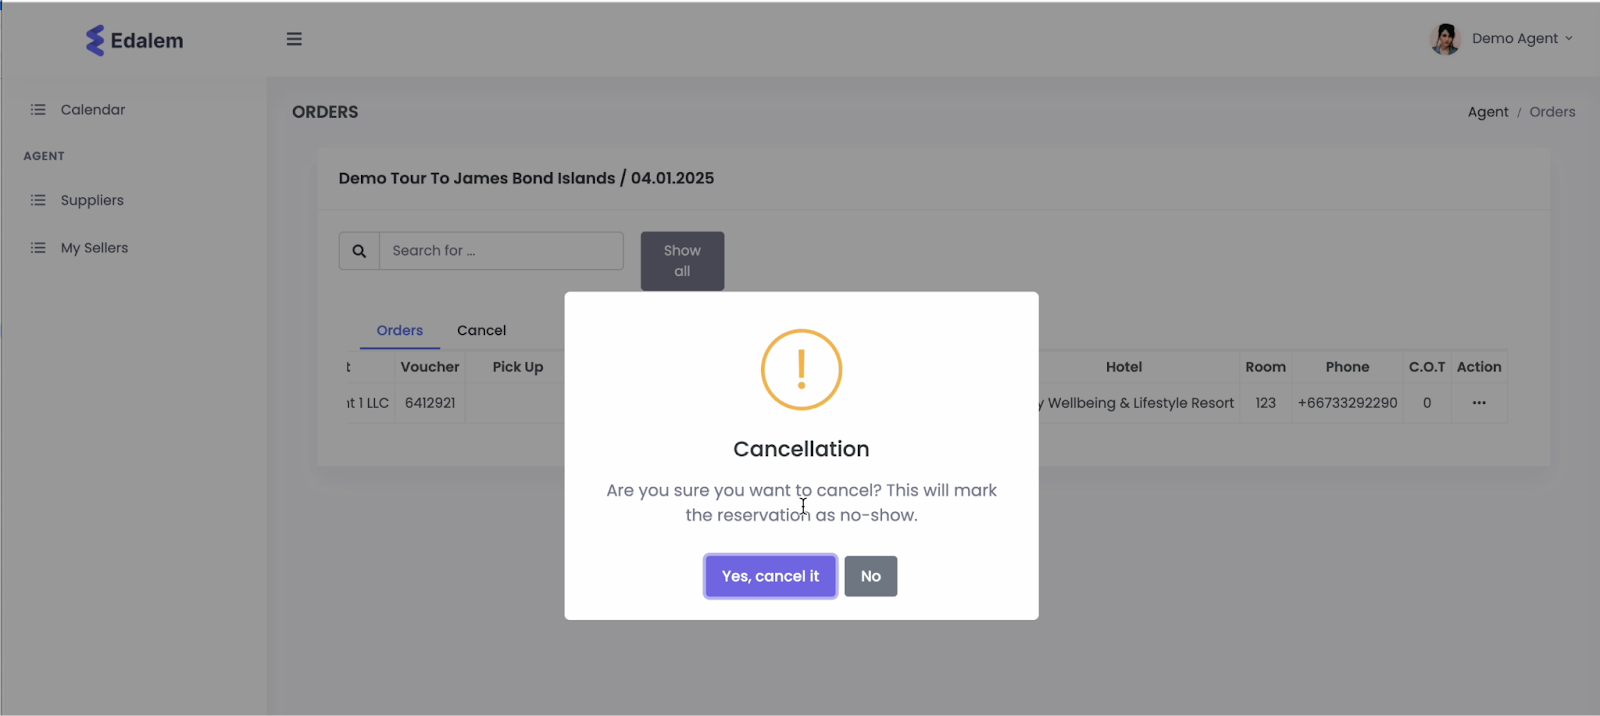 Edalem
Demo Agent
Calendar
AGENT
Suppliers
My Sellers
ORDERS
Agent / Orders
Demo Tour To James Bond Islands / 04.01.2025
Search for ...
Show
all
Orders Cancel
t Voucher Pick Up Hotel Room Phone C.O.T Action
t 1 LLC 6412921 y Wellbeing & Lifestyle Resort 123 +66733292290 0 ···
!
Cancellation
Are you sure you want to cancel? This will mark
the reservation as no-show.
Yes, cancel it
No